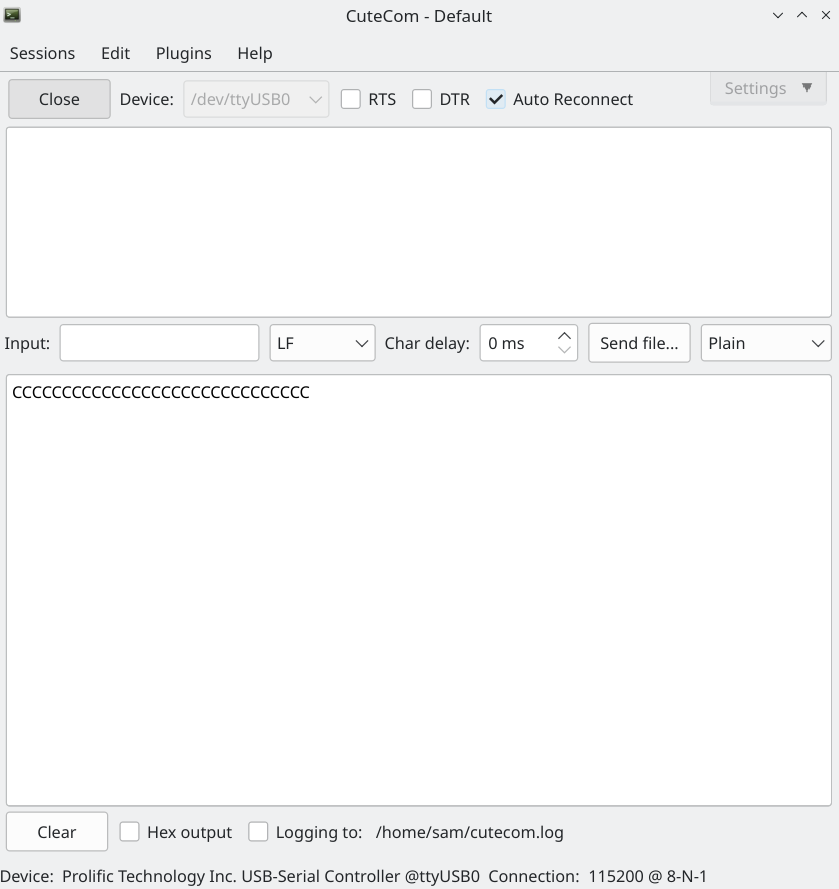 CuteCom - Default
Sessions Edit Plugins Help
Close Device: /dev/ttyUSB0 RTS DTR Auto Reconnect Settings
Input: LF Char delay: 0 ms Send file... Plain
CCCCCCCCCCCCCCCCCCCCCCCCCCCCCC
Clear Hex output Logging to: /home/sam/cutecom.log
Device: Prolific Technology Inc. USB-Serial Controller @ttyUSB0 Connection: 115200 @ 8-N-1